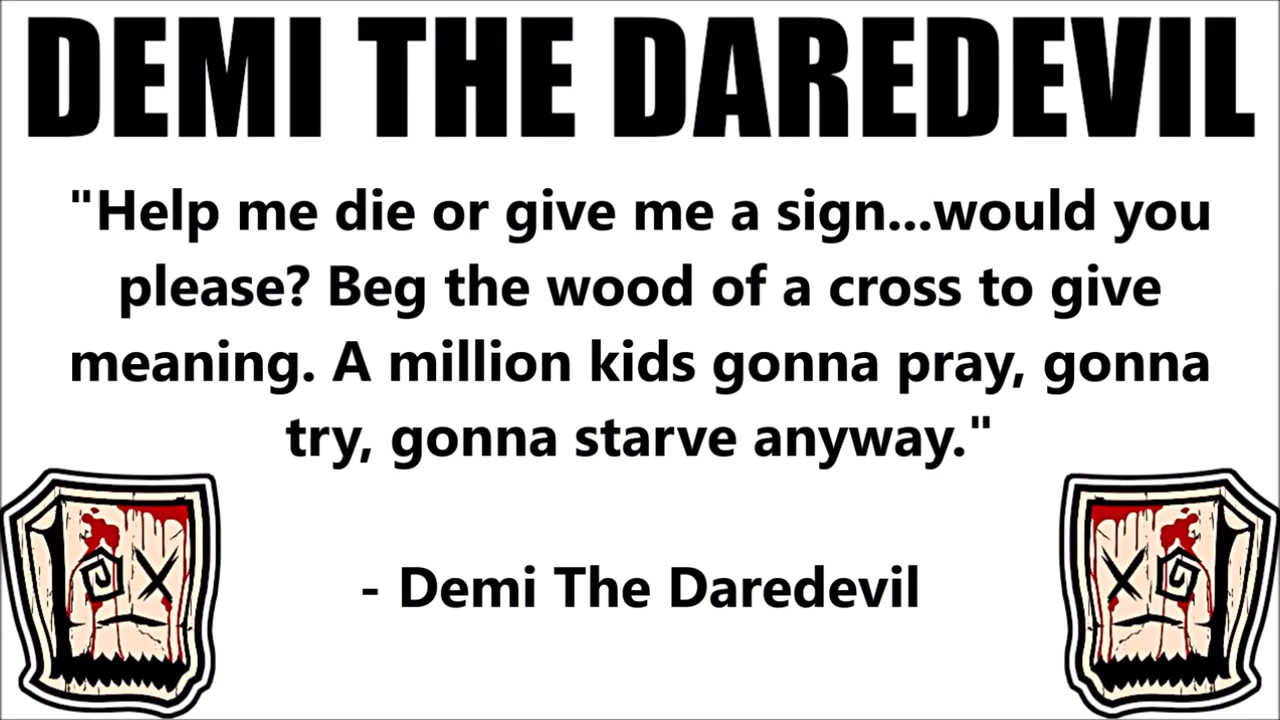 DEMI THE DAREDEVIL
"Help me die or give me a sign...would you
please? Beg the wood of a cross to give
meaning. A million kids gonna pray, gonna
try, gonna starve anyway."
- Demi The Daredevil